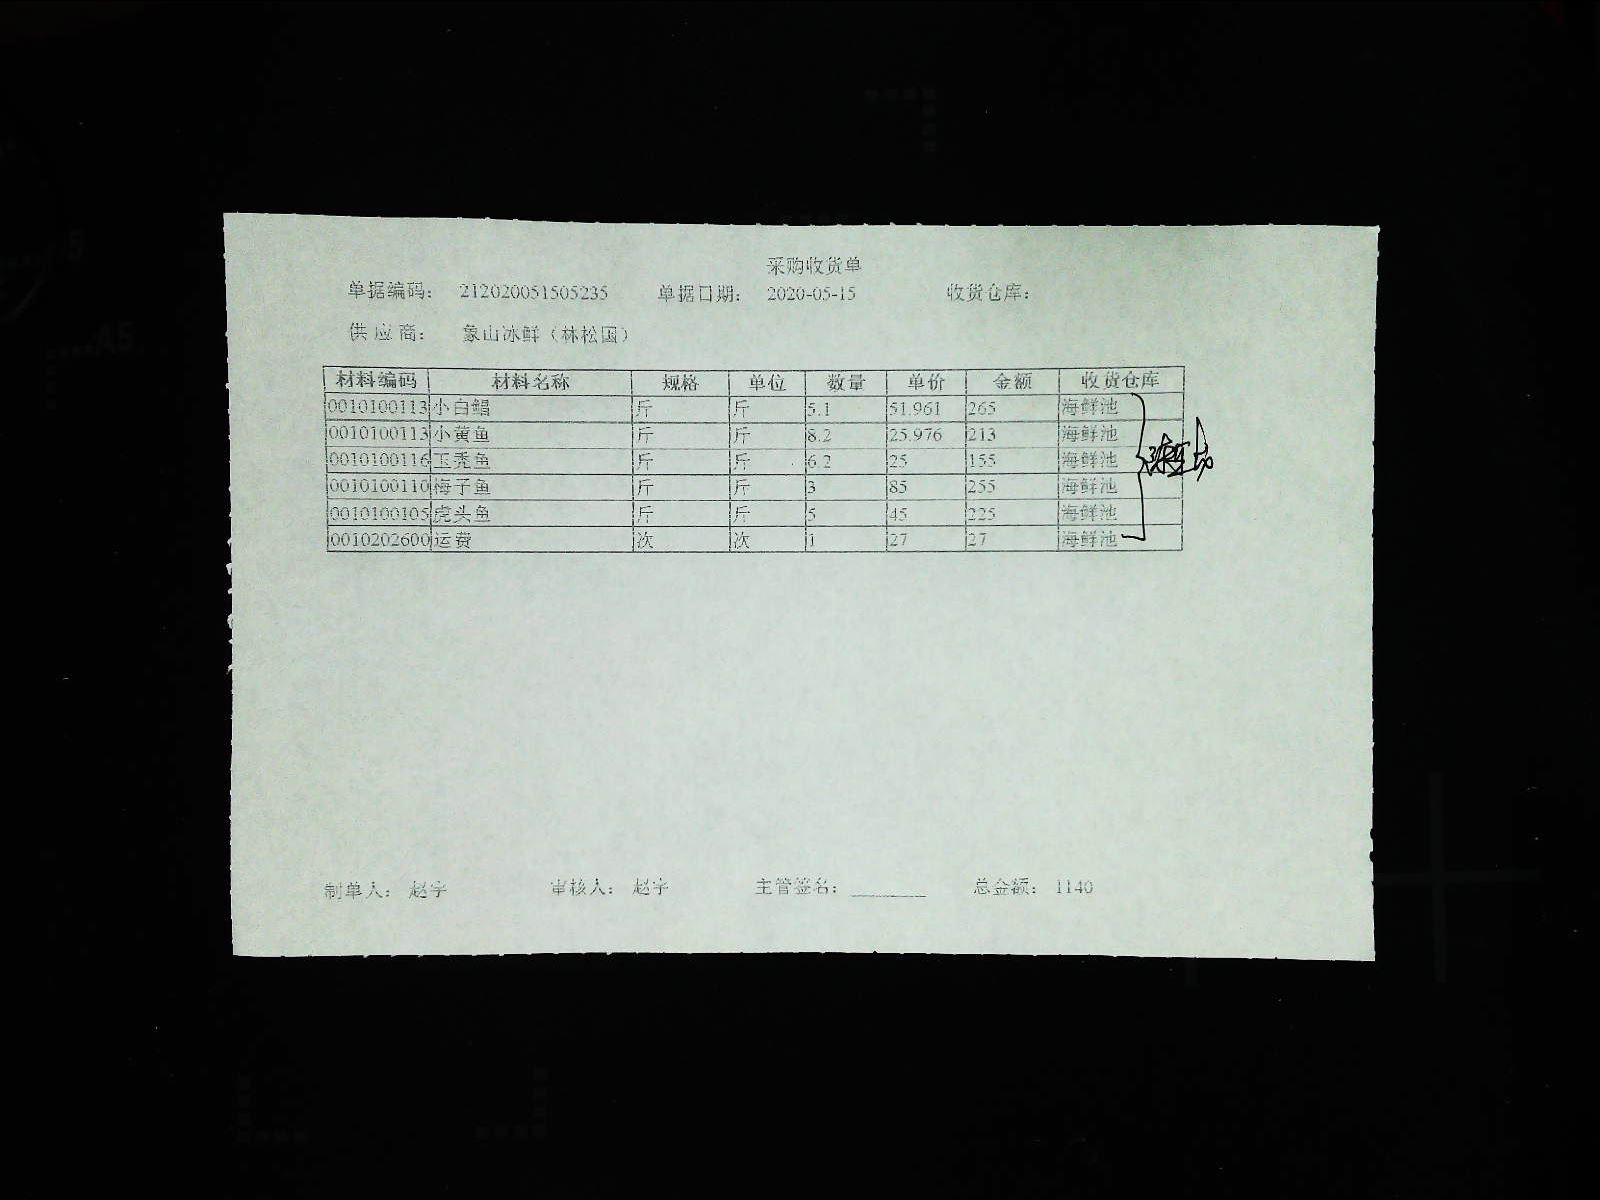 采购收货单
单据编码： 212020051505235 单据日期： 2020-05-15 收货仓库：
供应商： 象山冰鲜（林松国）
材料编码 材料名称 规格 单位 数量 单价 金额 收货仓库
0010100113 小白鲳 斤 斤 5.1 51.961 265 海鲜池
0010100113 小黄鱼 斤 斤 8.2 25.976 213 海鲜池
0010100116 玉秃鱼 斤 斤 6.2 25 155 海鲜池
0010100110 梅子鱼 斤 斤 3 85 255 海鲜池
0010100105 虎头鱼 斤 斤 5 45 225 海鲜池
0010202600 运费 次 次 1 27 27 海鲜池
制单人： 赵宇 审核人： 赵宇 主管签名： 总金额： 1140